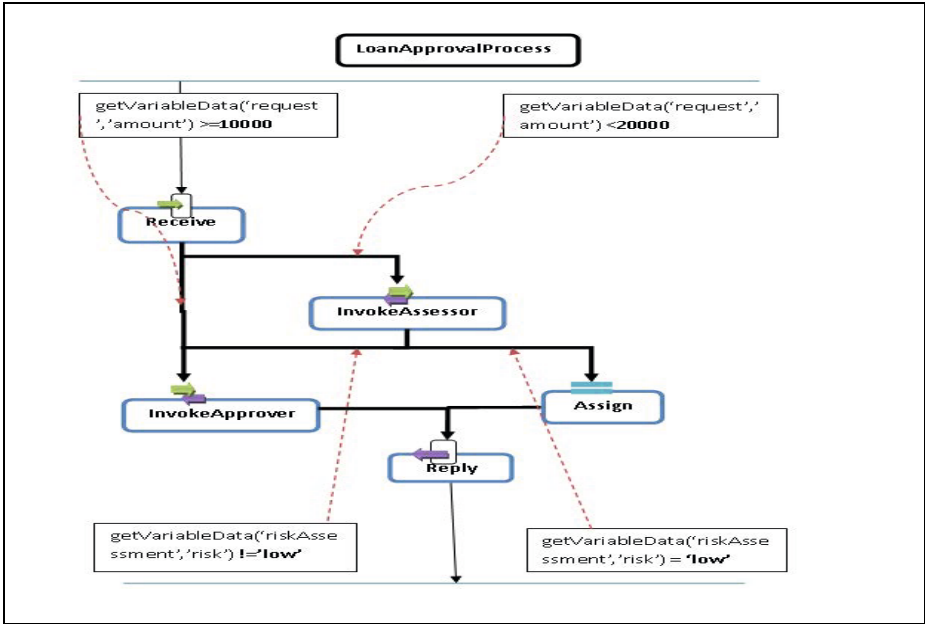 LoanApprovalProcess
getVariableData(‘request
’,’amount’) >=10000
getVariableData(‘request’,’
amount’) <20000
Receive
InvokeAssessor
InvokeApprover
Assign
Reply
getVariableData(‘riskAsse
ssment’,’risk’) !=’low’
getVariableData(‘riskAsse
ssment’,’risk’) = ‘low’